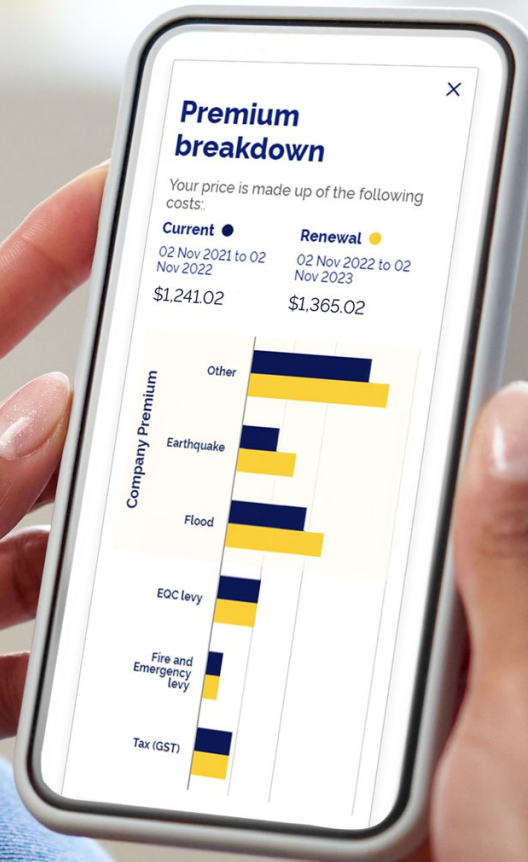 Premium
breakdown
Your price is made up of the following
costs:.
Current
Renewal
02 Nov 2021 to 02
Nov 2022
02 Nov 2022 to 02
Nov 2023
$1,241.02
$1,365.02
Company Premium
Other
Earthquake
Flood
EQC levy
Fire and
Emergency
levy
Tax (GST)